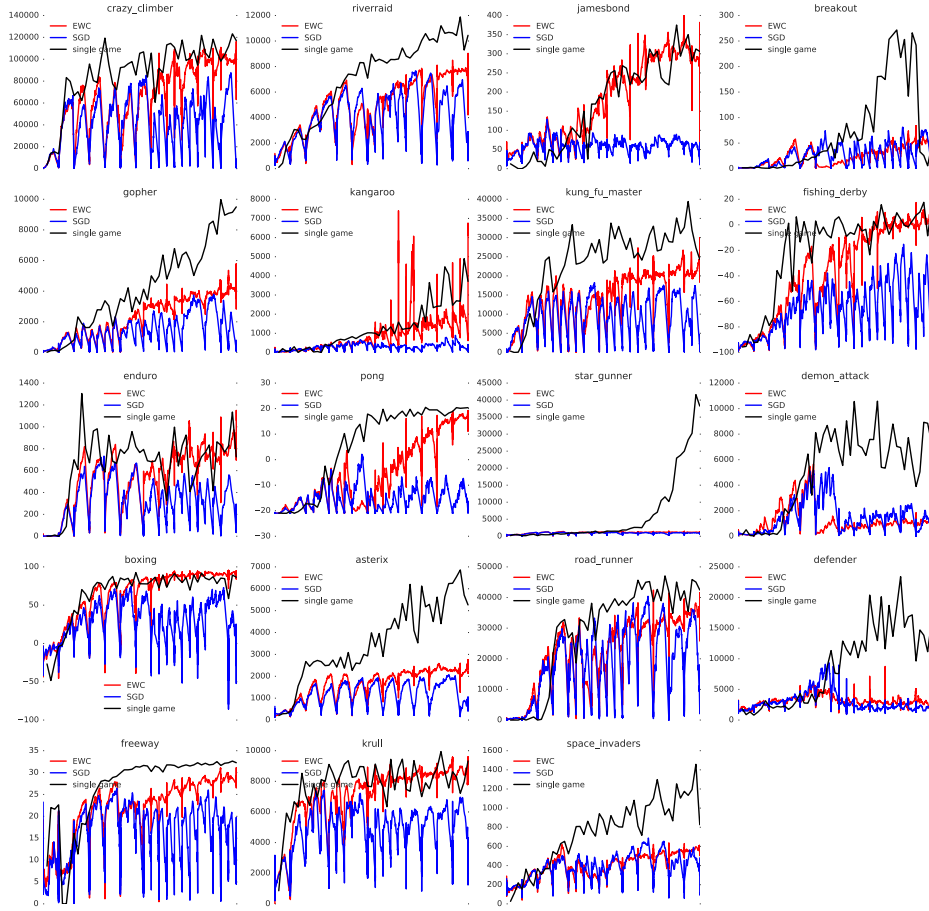 crazy_climber
140000
120000
100000
80000
60000
40000
20000
0
EWC
SGD
single game
riverraid
12000
10000
8000
6000
4000
2000
0
EWC
SGD
single game
jamesbond
400
350
300
250
200
150
100
50
0
EWC
SGD
single game
breakout
300
250
200
150
100
50
0
EWC
SGD
single game
gopher
10000
8000
6000
4000
2000
0
EWC
SGD
single game
kangaroo
8000
7000
6000
5000
4000
3000
2000
1000
0
EWC
SGD
single game
kung_fu_master
40000
35000
30000
25000
20000
15000
10000
5000
0
EWC
SGD
single game
fishing_derby
20
0
−20
−40
−60
−80
−100
EWC
SGD
single game
enduro
1400
1200
1000
800
600
400
200
0
EWC
SGD
single game
pong
30
20
10
0
−10
−20
−30
EWC
SGD
single game
star_gunner
45000
40000
35000
30000
25000
20000
15000
10000
5000
0
EWC
SGD
single game
demon_attack
12000
10000
8000
6000
4000
2000
0
EWC
SGD
single game
boxing
100
50
0
−50
−100
EWC
SGD
single game
asterix
7000
6000
5000
4000
3000
2000
1000
0
EWC
SGD
single game
road_runner
50000
40000
30000
20000
10000
0
EWC
SGD
single game
defender
25000
20000
15000
10000
5000
0
EWC
SGD
single game
freeway
35
30
25
20
15
10
5
0
EWC
SGD
single game
krull
10000
8000
6000
4000
2000
0
EWC
SGD
single game
space_invaders
1600
1400
1200
1000
800
600
400
200
0
EWC
SGD
single game